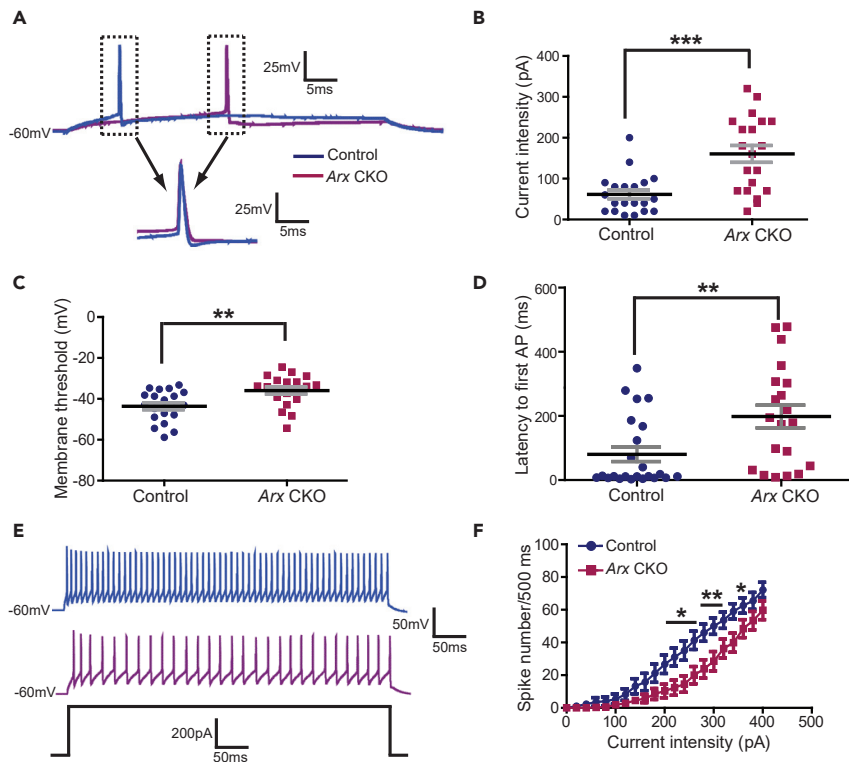 A
25mV
5ms
-60mV
Control
Arx CKO
25mV
5ms
B
***
Current intensity (pA)
400
300
200
100
0
Control
Arx CKO
C
**
Membrane threshold (mV)
0
-20
-40
-60
-80
Control
Arx CKO
D
**
Latency to first AP (ms)
600
400
200
0
Control
Arx CKO
E
-60mV
50mV
50ms
-60mV
200pA
50ms
F
Control
Arx CKO
*
**
*
Spike number/500 ms
100
80
60
40
20
0
0 100 200 300 400 500
Current intensity (pA)